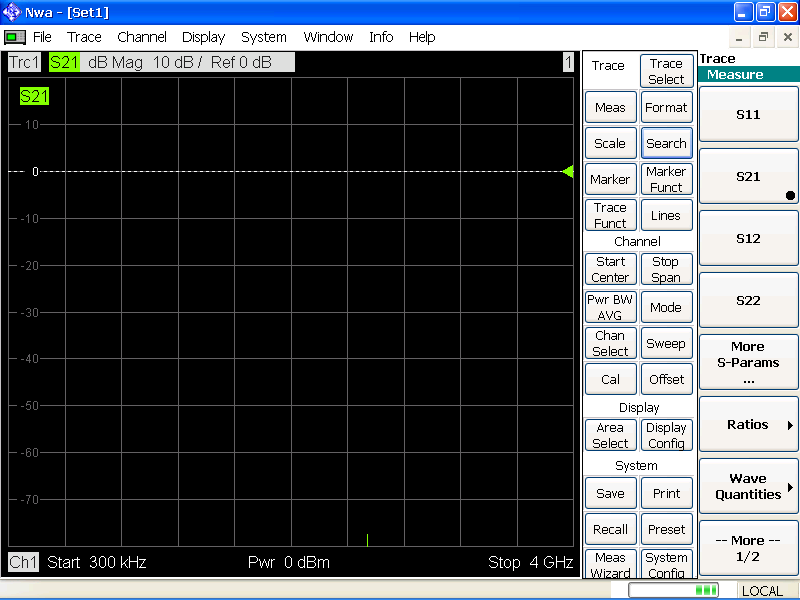 Nwa - [Set1]
File Trace Channel Display System Window Info Help
Trc1 S21 dB Mag 10 dB / Ref 0 dB 1
S21
10
0
-10
-20
-30
-40
-50
-60
-70
Ch1 Start 300 kHz Pwr 0 dBm Stop 4 GHz
Trace
Trace
Select
Meas
Format
Scale
Search
Marker
Marker
Funct
Trace
Funct
Lines
Channel
Start
Center
Stop
Span
Pwr BW
AVG
Mode
Chan
Select
Sweep
Cal
Offset
Display
Area
Select
Display
Config
System
Save
Print
Recall
Preset
Meas
Wizard
System
Config
Trace
Measure
S11
S21
S12
S22
More
S-Params
...
Ratios
Wave
Quantities
-- More --
1/2
LOCAL